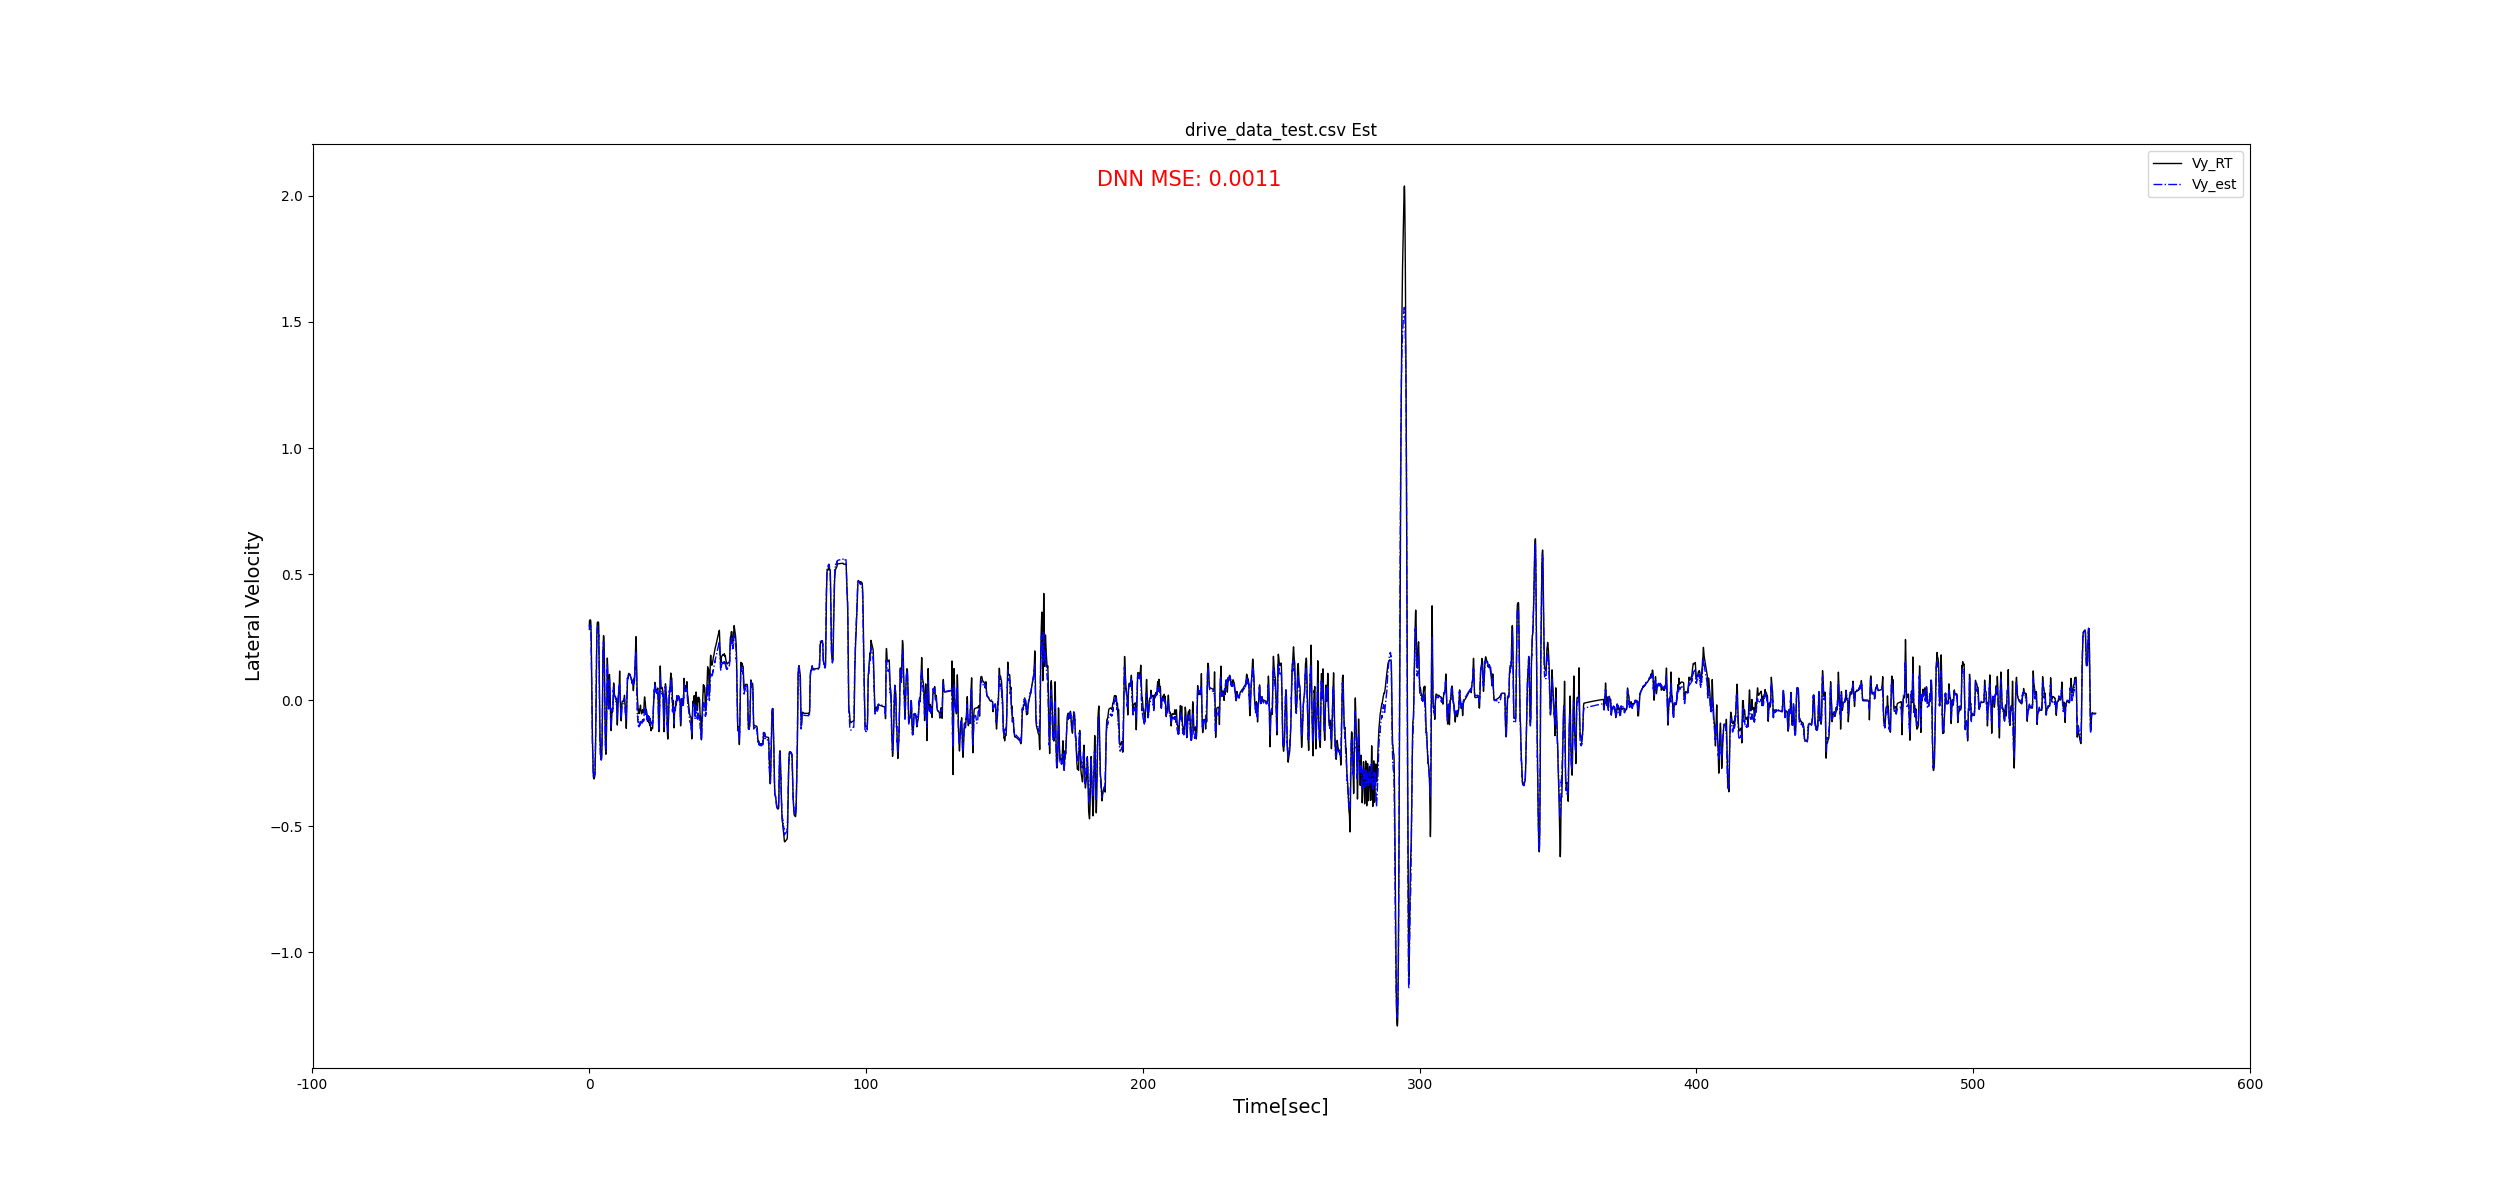 drive_data_test.csv Est
DNN MSE: 0.0011
Vy_RT
Vy_est
2.0
1.5
1.0
0.5
0.0
−0.5
−1.0
Lateral Velocity
-100 0 100 200 300 400 500 600
Time[sec]